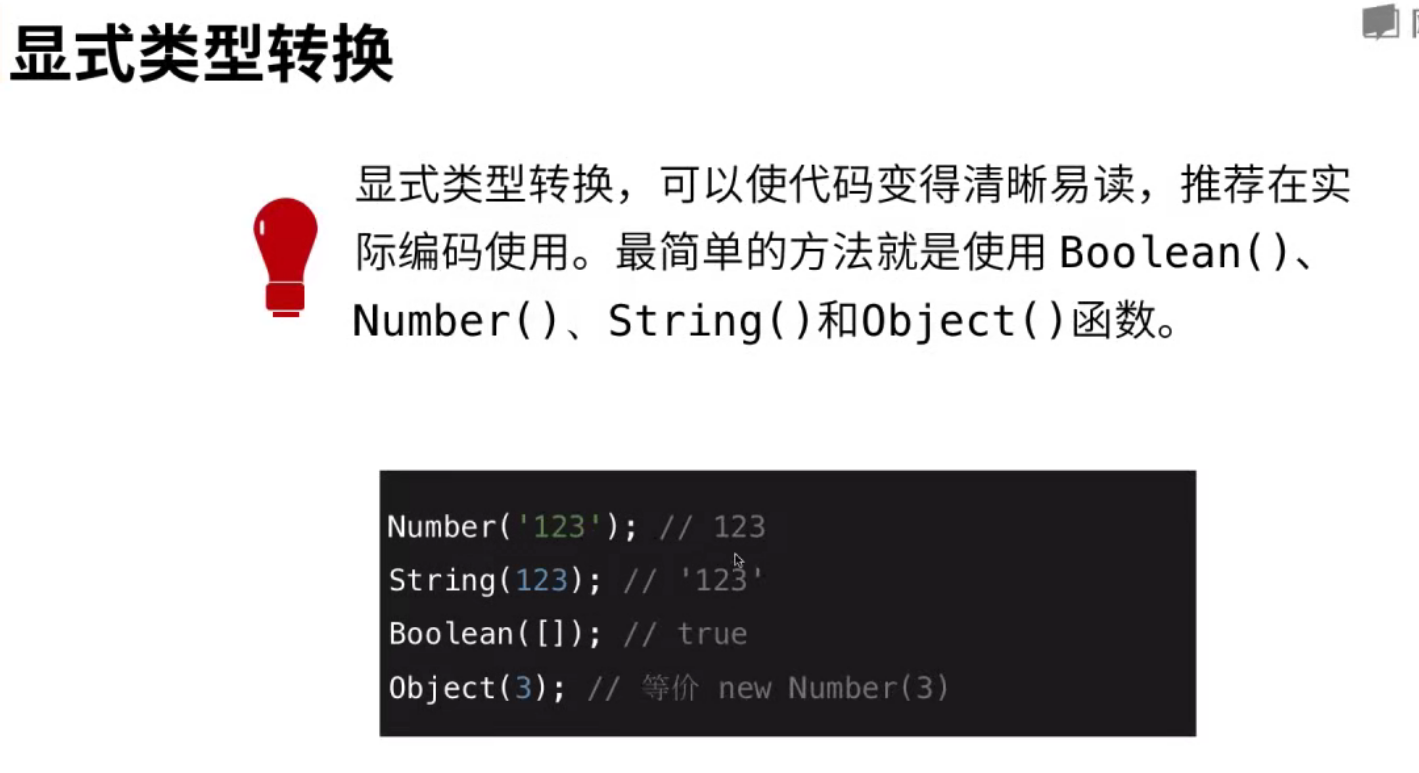 显式类型转换
显式类型转换，可以使代码变得清晰易读，推荐在实
际编码使用。最简单的方法就是使用 Boolean()、
Number()、String()和Object()函数。
Number('123'); // 123
String(123); // '123'
Boolean([]); // true
Object(3); // 等价 new Number(3)